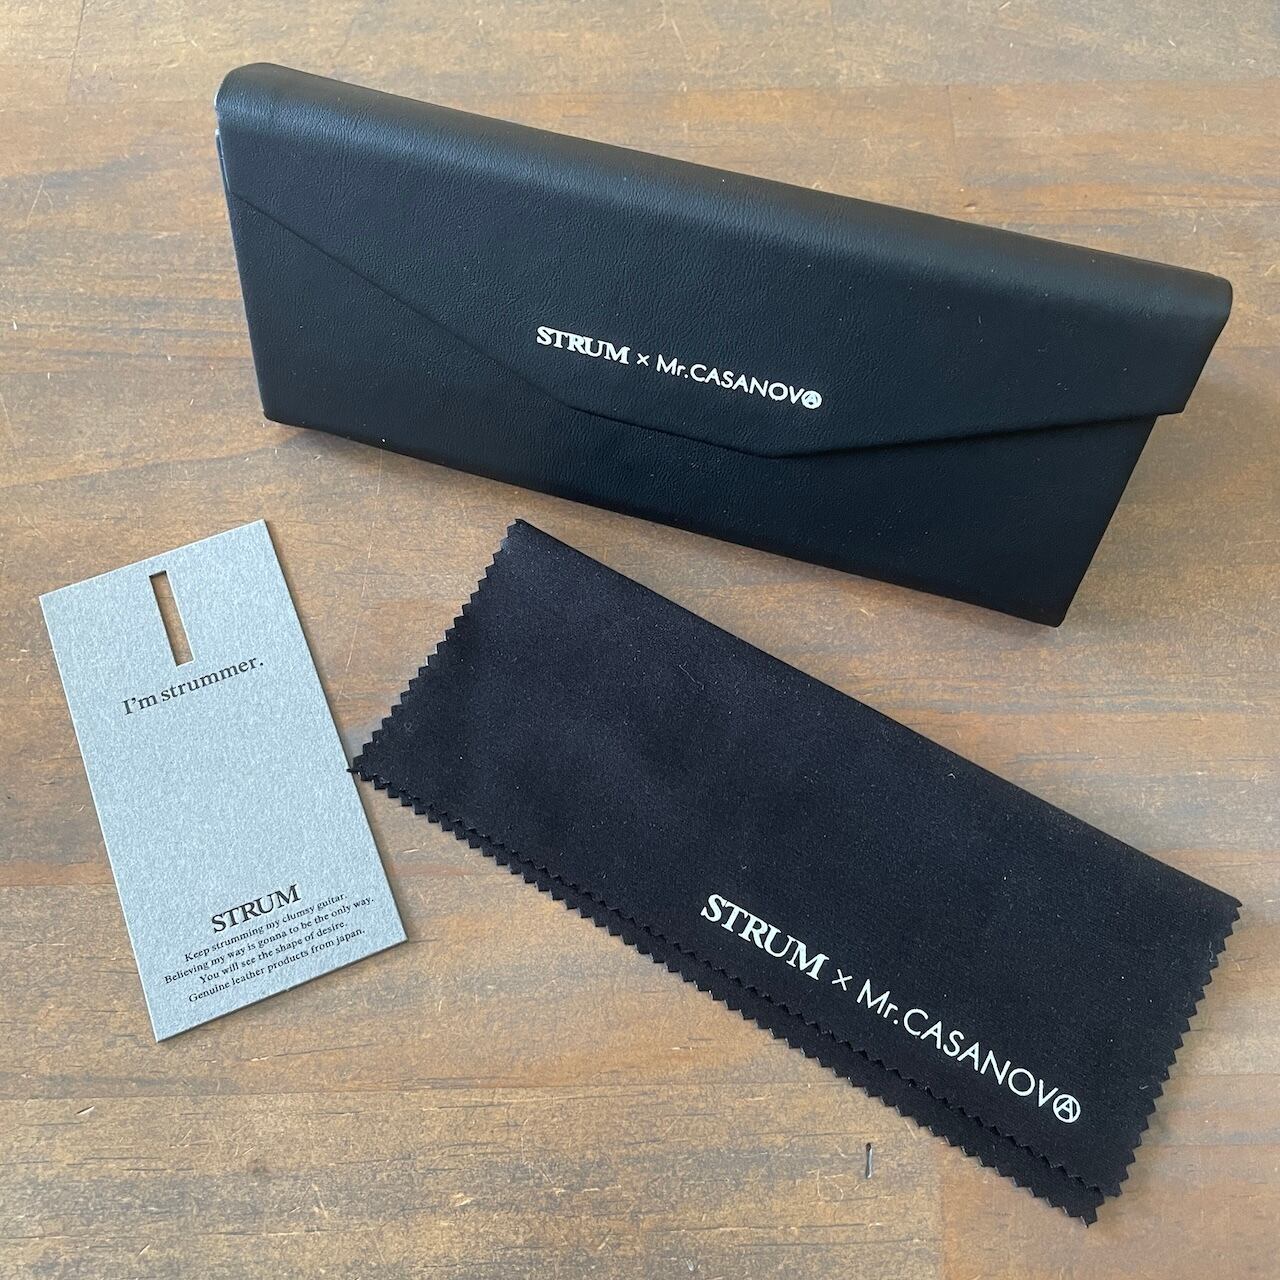 STRUM × Mr.CASANOVⒶ
I'm strummer.
STRUM
Keep strumming my clumsy guitar.
Believing my way is gonna to be the only way.
You will see the shape of desire.
Genuine leather products from japan.
STRUM × Mr.CASANOVⒶ